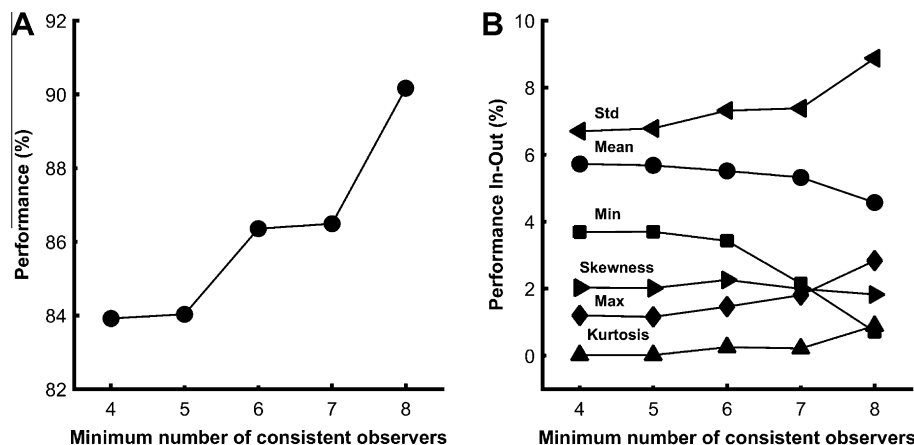 A
Performance (%)
92
90
88
86
84
82
4 5 6 7 8
Minimum number of consistent observers
B
Performance In-Out (%)
10
8
6
4
2
0
Std
Mean
Min
Skewness
Max
Kurtosis
4 5 6 7 8
Minimum number of consistent observers